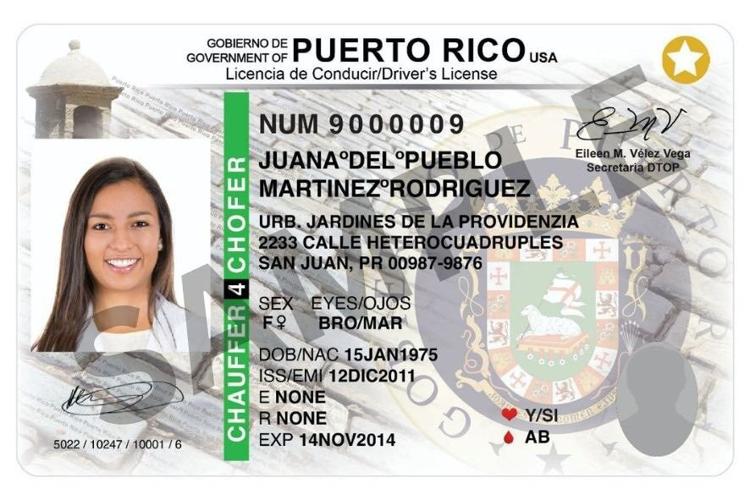 GOBIERNO DE
GOVERNMENT OF PUERTO RICO USA
Licencia de Conducir/Driver's License
NUM 9000009
JUANAºDELºPUEBLO
MARTINEZºRODRIGUEZ
URB. JARDINES DE LA PROVIDENZIA
2233 CALLE HETEROCUADRUPLES
SAN JUAN, PR 00987-9876
SEX EYES/OJOS
F♀ BRO/MAR
DOB/NAC 15JAN1975
ISS/EMI 12DIC2011
E NONE
R NONE
EXP 14NOV2014
Eileen M. Vélez Vega
Secretaria DTOP
Y/SI
AB
CHAUFFER 4 CHOFER
5022 / 10247 / 10001 / 6
SAMPLE